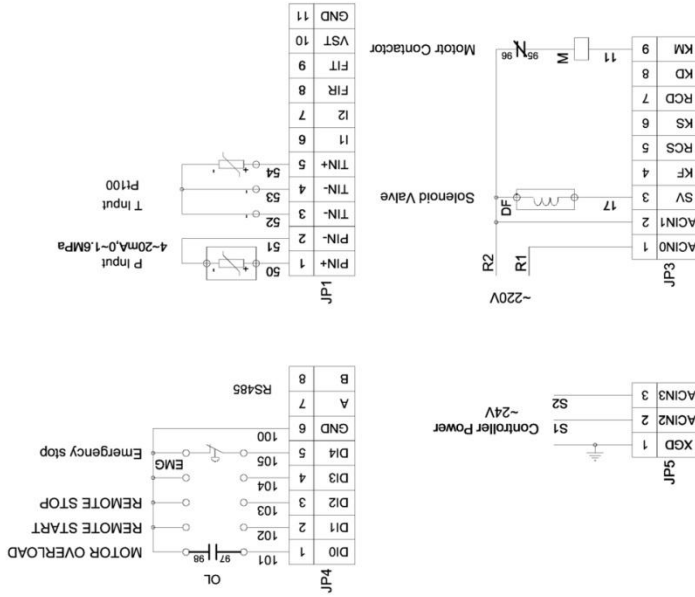 JP5
XGD 1
ACIN2 2 S1
ACIN3 3 S2
Controller Power
~24V
JP4
DI0 1 101 97 98 MOTOR OVERLOAD
OL
DI1 2 102 REMOTE START
DI2 3 103 REMOTE STOP
DI3 4 104
DI4 5 105 EMG Emergency stop
GND 6 100
A 7
B 8
RS485
JP3
~220V
R1
R2
ACIN0 1
ACIN1 2
SV 3 17 DF Solenoid Valve
KF 4
RCS 5
KS 6
RCD 7
KD 8
KM 9 11 M 95 96 Mototr Contactor
JP1
PIN+ 1 50
PIN- 2 51
P Input
4~20mA,0~1.6MPa
TIN- 3 52
TIN- 4 53
TIN+ 5 54
T Input
Pt100
I1 6
I2 7
FIR 8
FIT 9
VST 10
GND 11